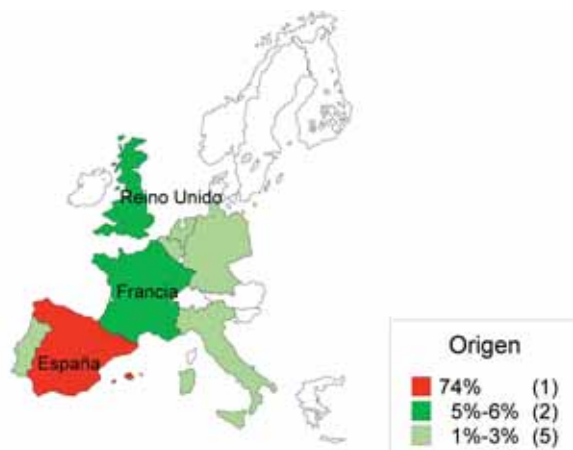 Reino Unido
Francia
España
Origen
74% (1)
5%-6% (2)
1%-3% (5)